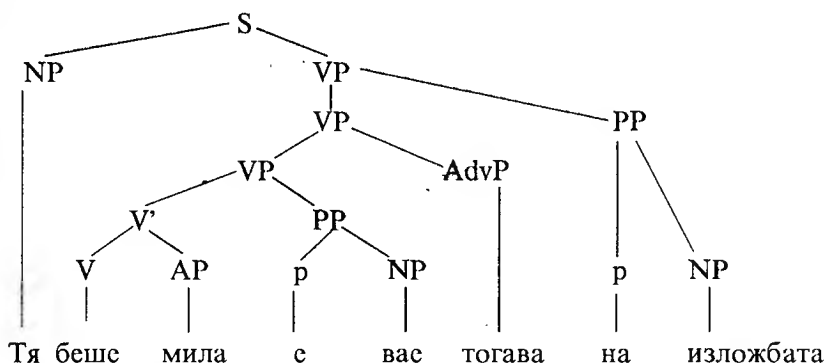 S
NP VP
VP PP
VP AdvP
V' PP
V AP p NP p NP
Тя беше мила с вас тогава на изложбата